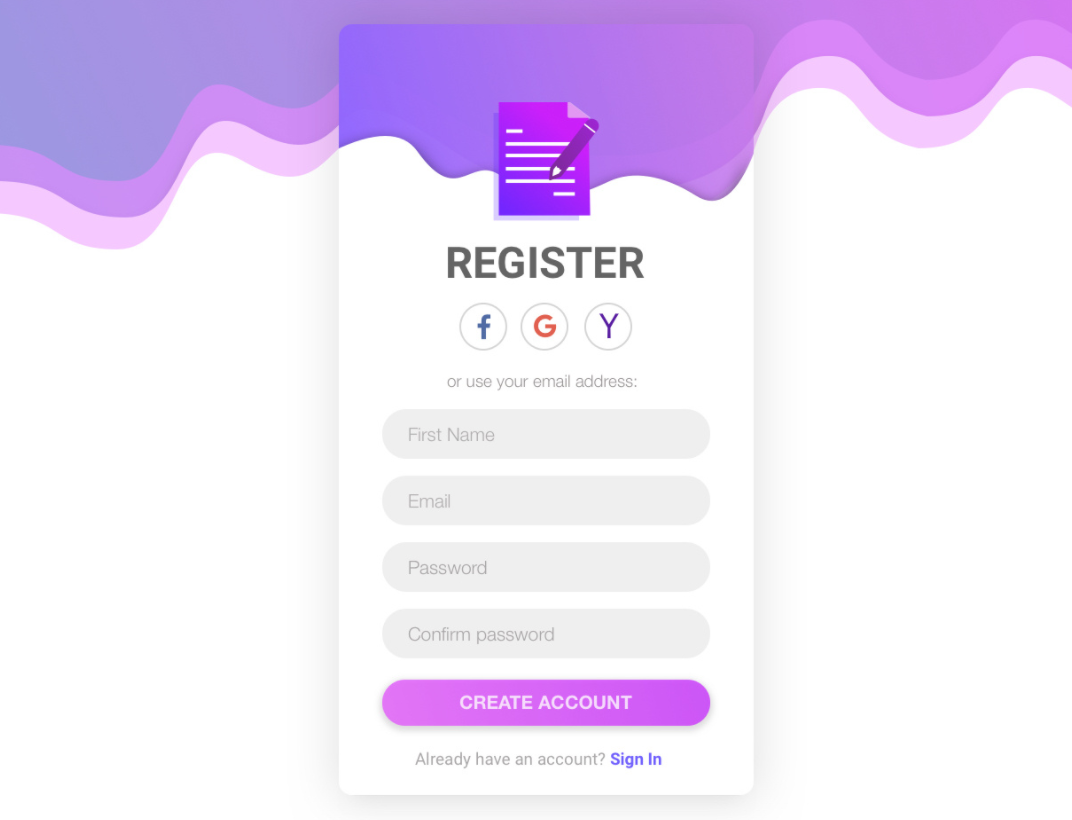 REGISTER
f G Y
or use your email address:
First Name
Email
Password
Confirm password
CREATE ACCOUNT
Already have an account? Sign In